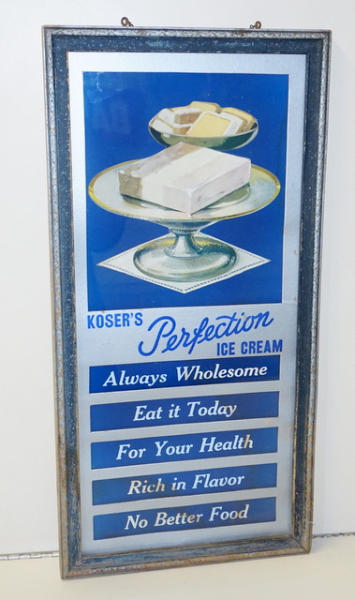 KOSER'S
Perfection
ICE CREAM
Always Wholesome
Eat it Today
For Your Health
Rich in Flavor
No Better Food